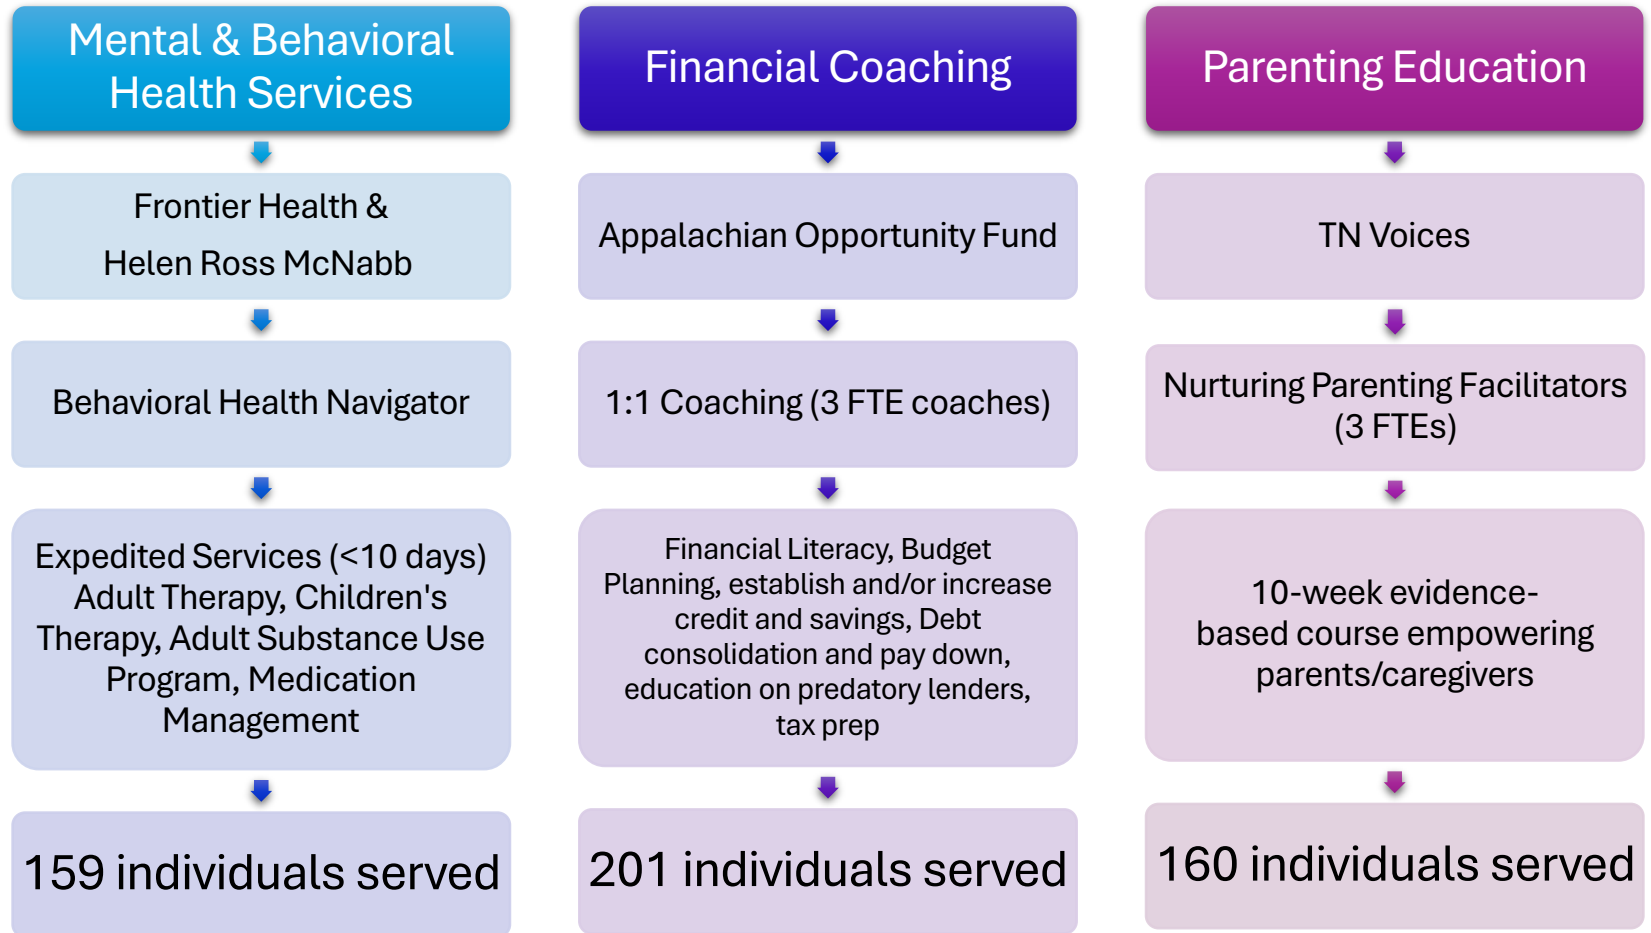 Mental & Behavioral
Health Services
Frontier Health &
Helen Ross McNabb
Behavioral Health Navigator
Expedited Services (<10 days)
Adult Therapy, Children's
Therapy, Adult Substance Use
Program, Medication
Management
159 individuals served
Financial Coaching
Appalachian Opportunity Fund
1:1 Coaching (3 FTE coaches)
Financial Literacy, Budget
Planning, establish and/or increase
credit and savings, Debt
consolidation and pay down,
education on predatory lenders,
tax prep
201 individuals served
Parenting Education
TN Voices
Nurturing Parenting Facilitators
(3 FTEs)
10-week evidence-
based course empowering
parents/caregivers
160 individuals served